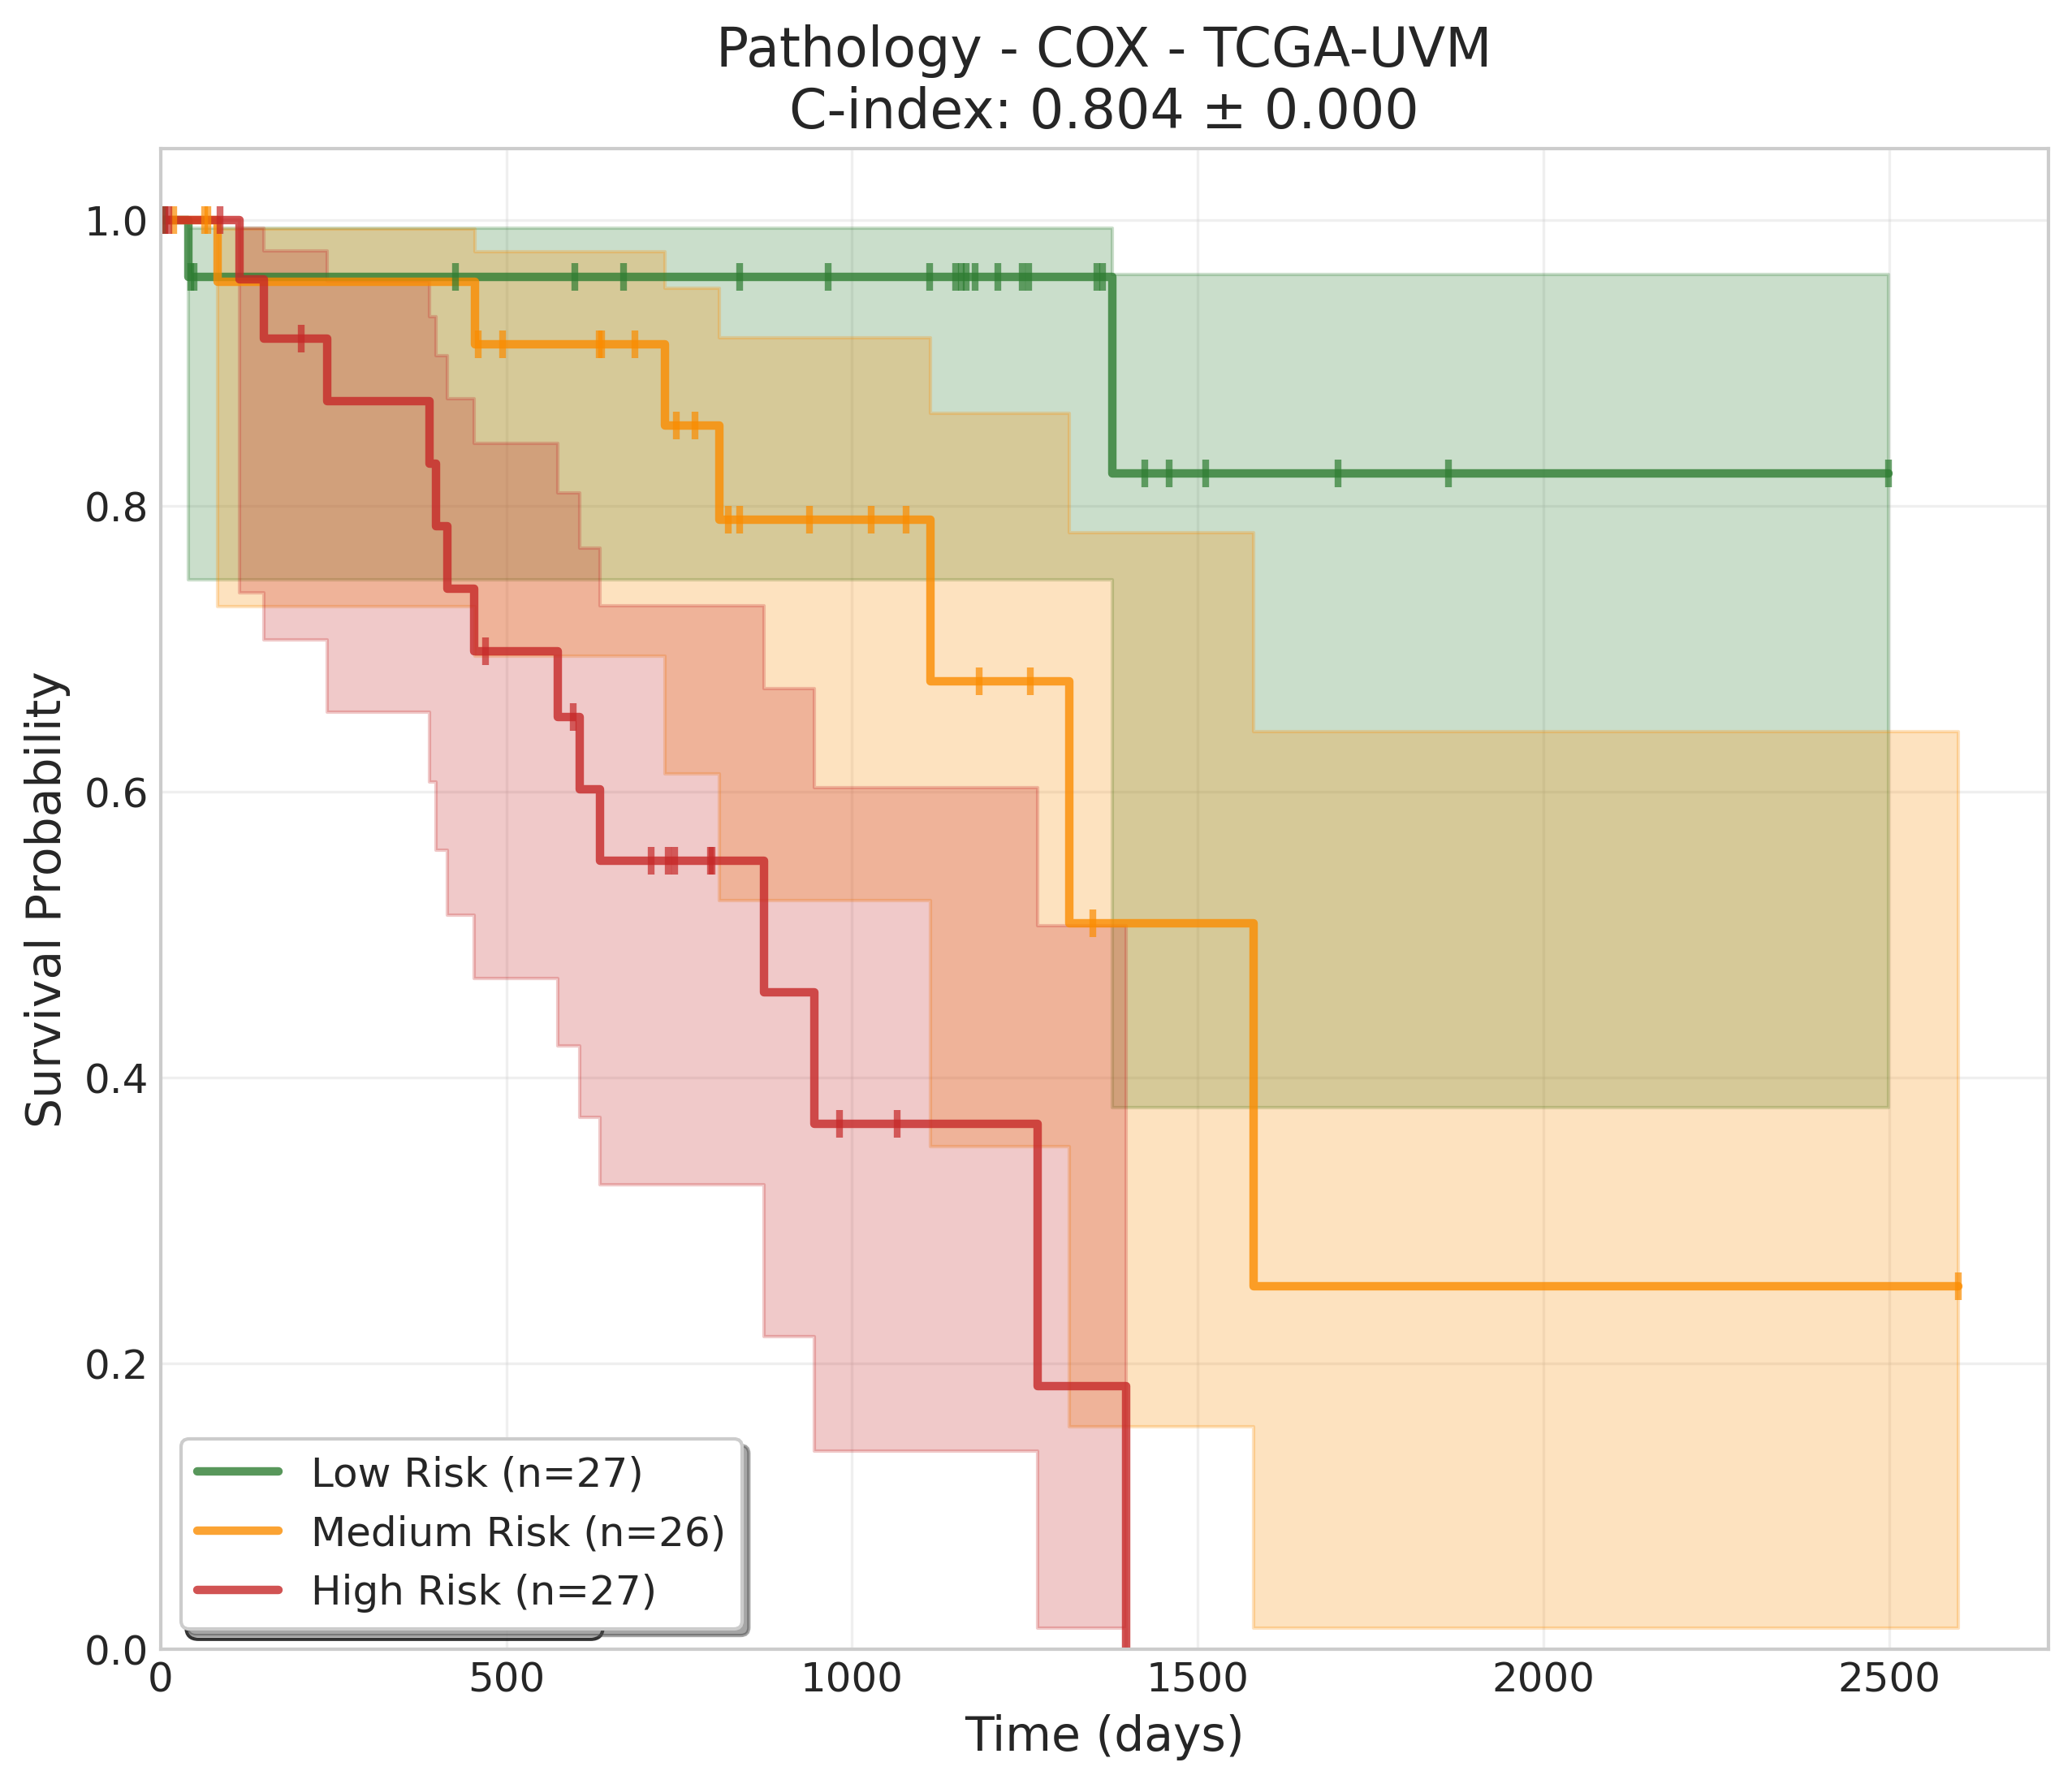 Pathology - COX - TCGA-UVM
C-index: 0.804 ± 0.000
Survival Probability
1.0
0.8
0.6
0.4
0.2
0.0
Low Risk (n=27)
Medium Risk (n=26)
High Risk (n=27)
0
500
1000
1500
2000
2500
Time (days)